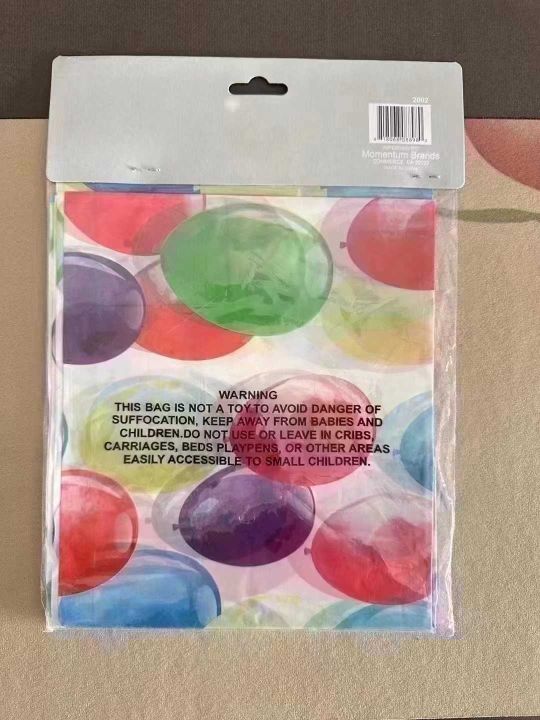 2002
Momentum Brands
WARNING
THIS BAG IS NOT A TOY TO AVOID DANGER OF
SUFFOCATION, KEEP AWAY FROM BABIES AND
CHILDREN.DO NOT USE OR LEAVE IN CRIBS,
CARRIAGES, BEDS PLAYPENS, OR OTHER AREAS
EASILY ACCESSIBLE TO SMALL CHILDREN.